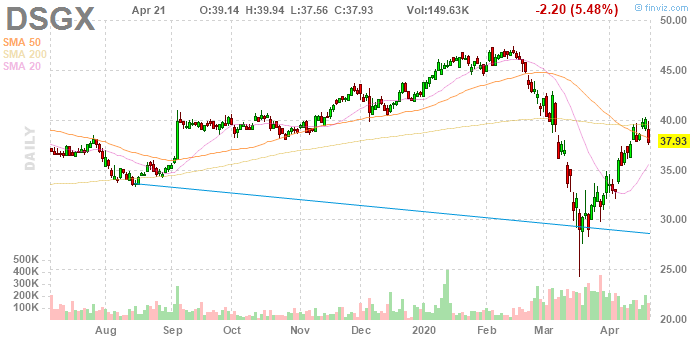 DSGX
Apr 21 O:39.14 H:39.94 L:37.56 C:37.93 Vol:149.63K -2.20 (5.48%)
© finviz.com
SMA 50
SMA 200
SMA 20
DAILY
50.00
45.00
40.00
37.93
35.00
30.00
25.00
20.00
500K
400K
300K
200K
100K
Aug Sep Oct Nov Dec 2020 Feb Mar Apr